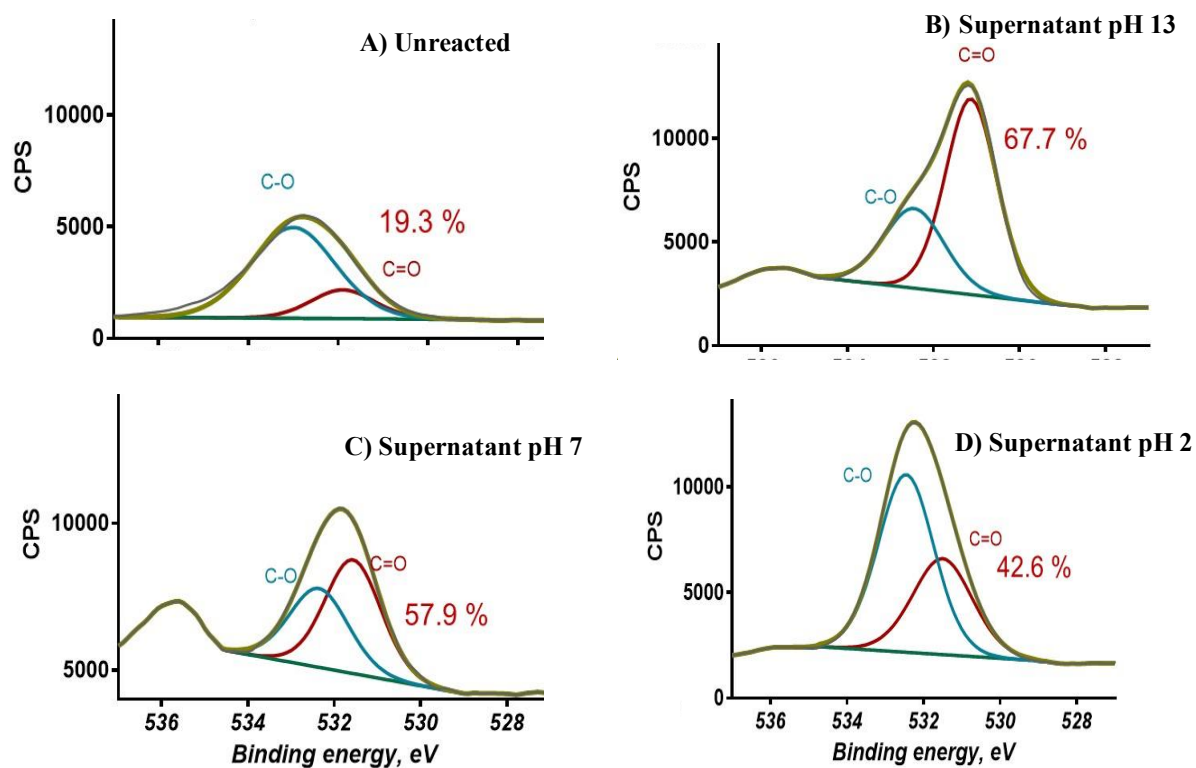 A) Unreacted
CPS
10000
5000
0
C-O
19.3 %
C=O
B) Supernatant pH 13
C=O
CPS
10000
5000
0
67.7 %
C-O
C) Supernatant pH 7
CPS
10000
5000
C-O
C=O
57.9 %
536 534 532 530 528
Binding energy, eV
D) Supernatant pH 2
CPS
10000
5000
0
C-O
C=O
42.6 %
536 534 532 530 528
Binding energy, eV